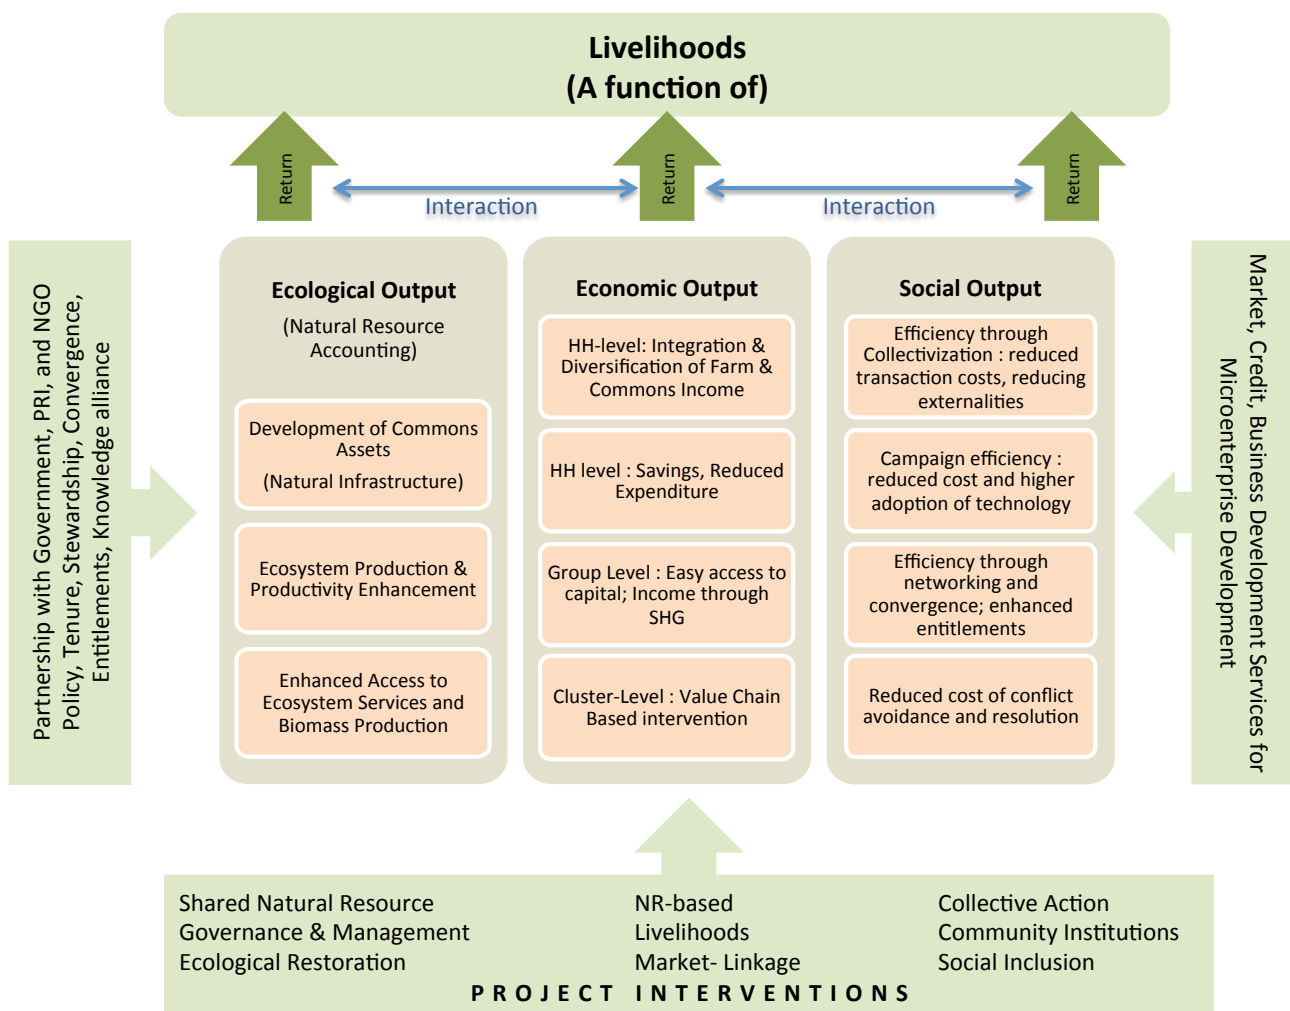 Livelihoods
(A function of)
Return
Return
Return
Interaction
Interaction
Partnership with Government, PRI, and NGO
Policy, Tenure, Stewardship, Convergence,
Entitlements, Knowledge alliance
Ecological Output
(Natural Resource
Accounting)
Development of Commons
Assets
(Natural Infrastructure)
Ecosystem Production &
Productivity Enhancement
Enhanced Access to
Ecosystem Services and
Biomass Production
Economic Output
HH-level: Integration &
Diversification of Farm &
Commons Income
HH level : Savings, Reduced
Expenditure
Group Level : Easy access to
capital; Income through
SHG
Cluster-Level : Value Chain
Based intervention
Social Output
Efficiency through
Collectivization : reduced
transaction costs, reducing
externalities
Campaign efficiency :
reduced cost and higher
adoption of technology
Efficiency through
networking and
convergence; enhanced
entitlements
Reduced cost of conflict
avoidance and resolution
Market, Credit, Business Development Services for
Microenterprise Development
Shared Natural Resource
Governance & Management
Ecological Restoration
NR-based
Livelihoods
Market- Linkage
Collective Action
Community Institutions
Social Inclusion
PROJECT INTERVENTIONS